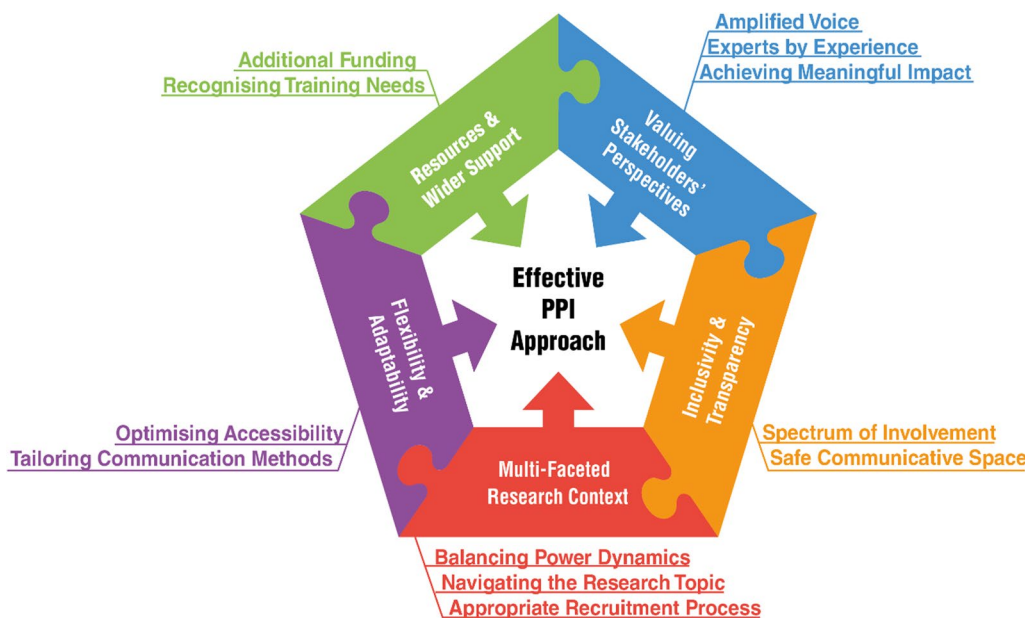 Additional Funding
Recognising Training Needs
Amplified Voice
Experts by Experience
Achieving Meaningful Impact
Resources &
Wider Support
Valuing
Stakeholders'
Perspectives
Effective
PPI
Approach
Flexibility &
Adaptability
Inclusivity &
Transparency
Optimising Accessibility
Tailoring Communication Methods
Multi-Faceted
Research Context
Spectrum of Involvement
Safe Communicative Space
Balancing Power Dynamics
Navigating the Research Topic
Appropriate Recruitment Process